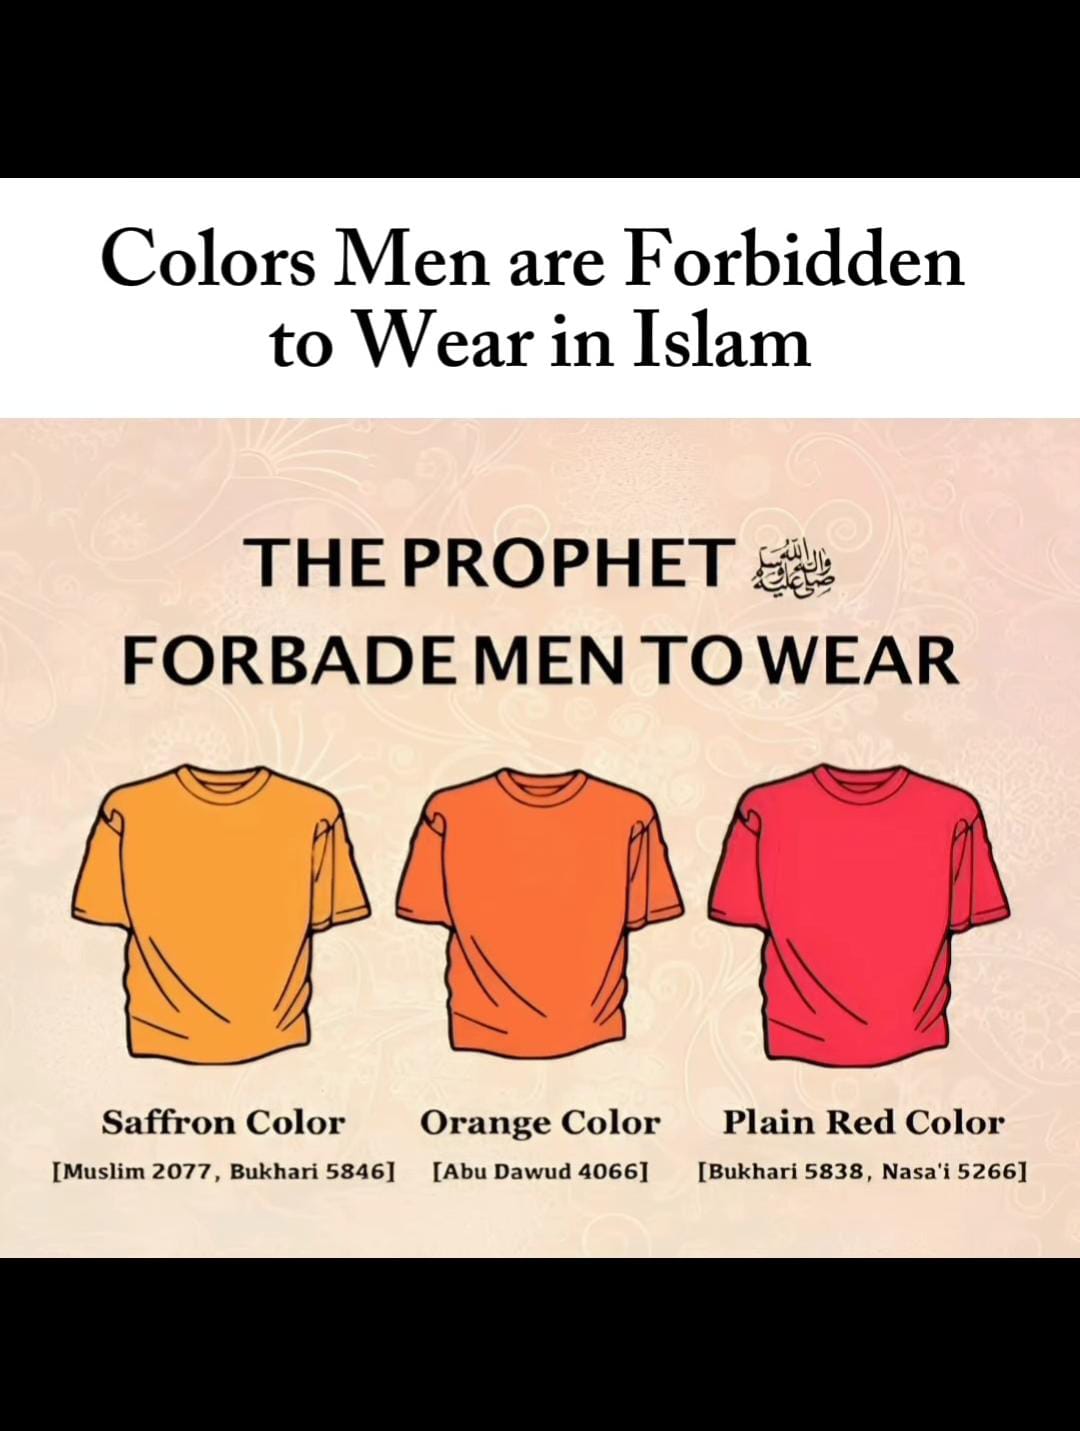 Colors Men are Forbidden
to Wear in Islam
THE PROPHET ﷺ
FORBADE MEN TO WEAR
Saffron Color Orange Color Plain Red Color
[Muslim 2077, Bukhari 5846] [Abu Dawud 4066] [Bukhari 5838, Nasa'i 5266]